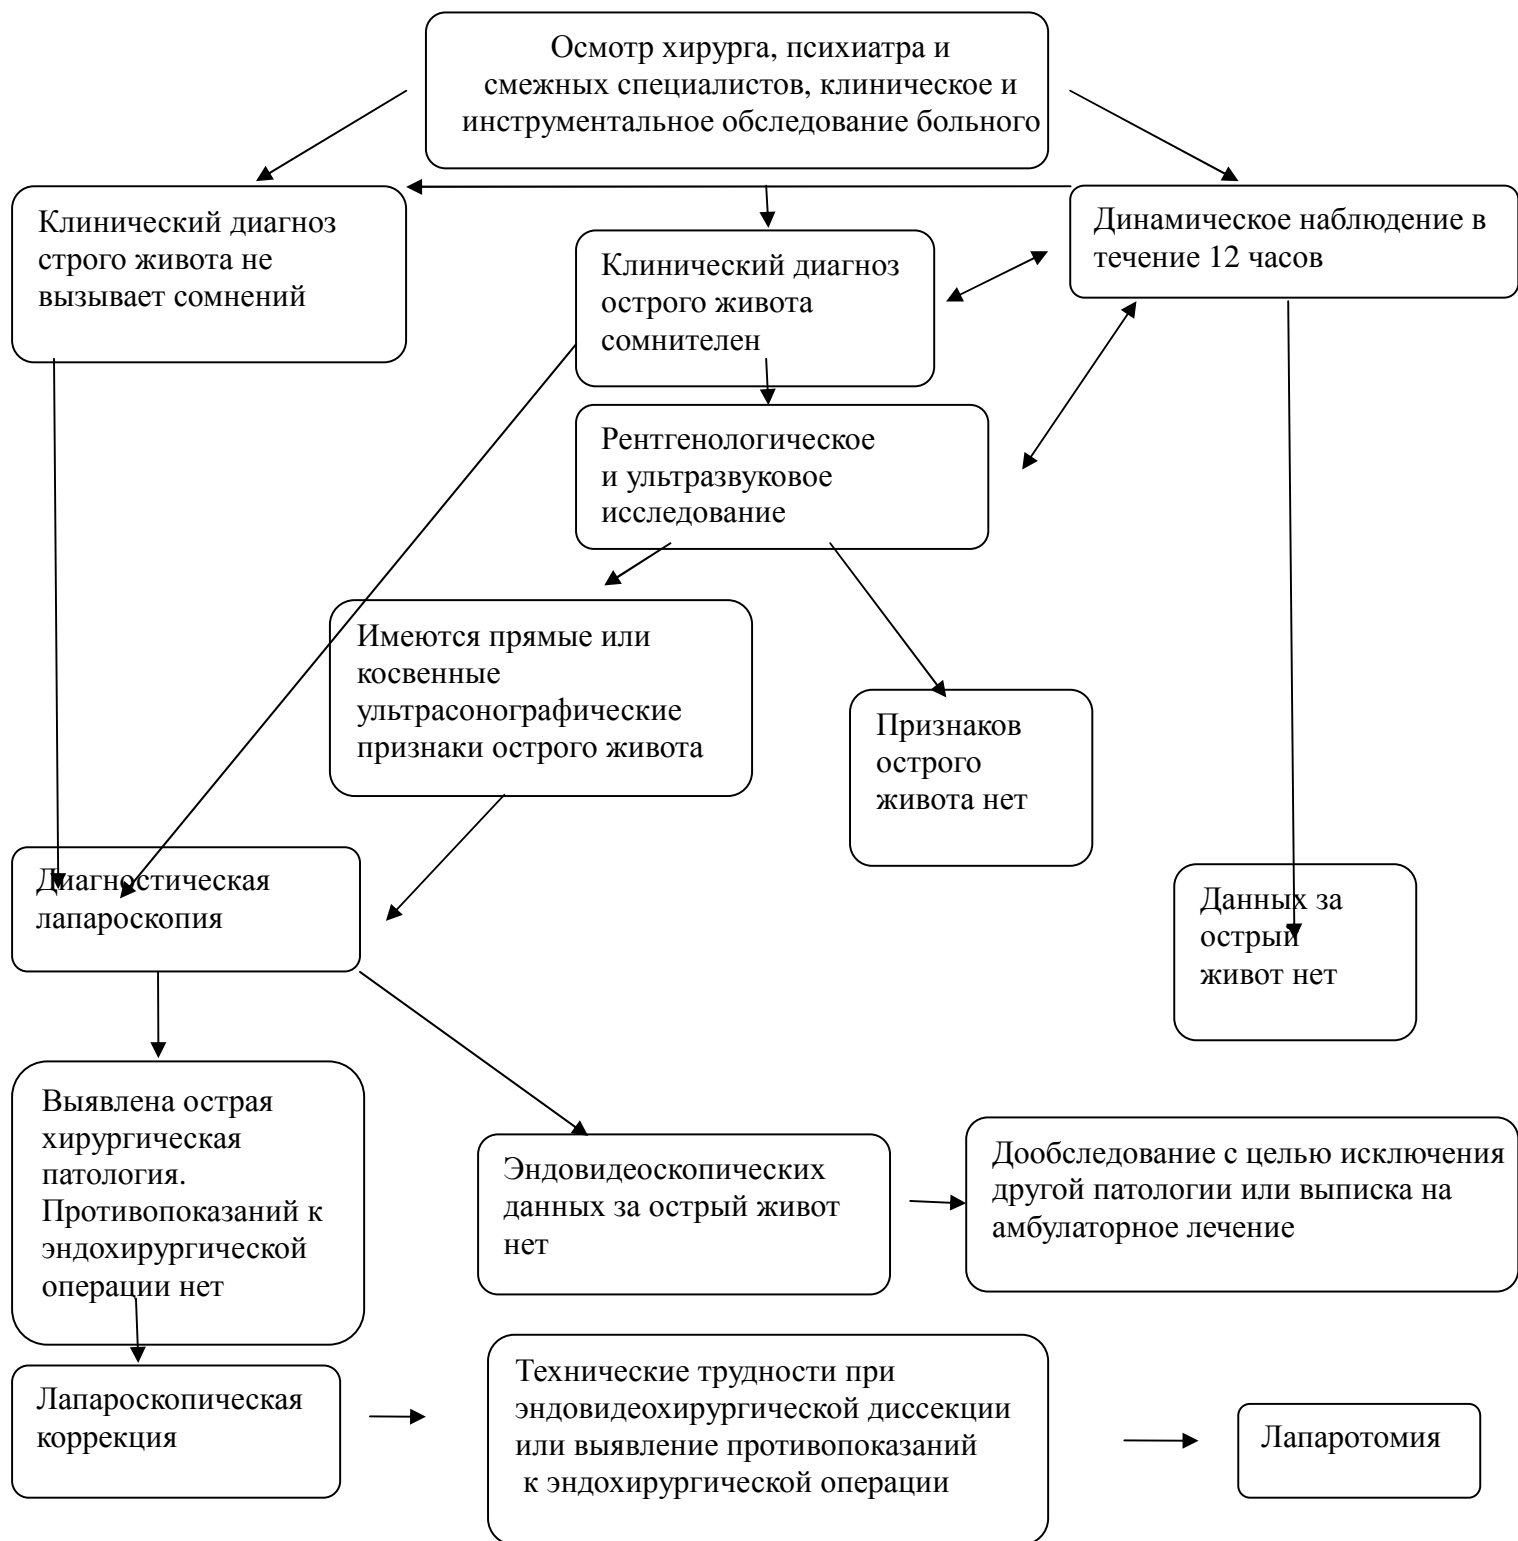 Осмотр хирурга, психиатра и
смежных специалистов, клиническое и
инструментальное обследование больного
Клинический диагноз
строго живота не
вызывает сомнений
Клинический диагноз
острого живота
сомнителен
Динамическое наблюдение в
течение 12 часов
Рентгенологическое
и ультразвуковое
исследование
Имеются прямые или
косвенные
ультрасонографические
признаки острого живота
Признаков
острого
живота нет
Диагностическая
лапароскопия
Данных за
острый
живот нет
Выявлена острая
хирургическая
патология.
Противопоказаний к
эндохирургической
операции нет
Эндовидеоскопических
данных за острый живот
нет
Дообследование с целью исключения
другой патологии или выписка на
амбулаторное лечение
Лапароскопическая
коррекция
Технические трудности при
эндовидеохирургической диссекции
или выявление противопоказаний
к эндохирургической операции
Лапаротомия